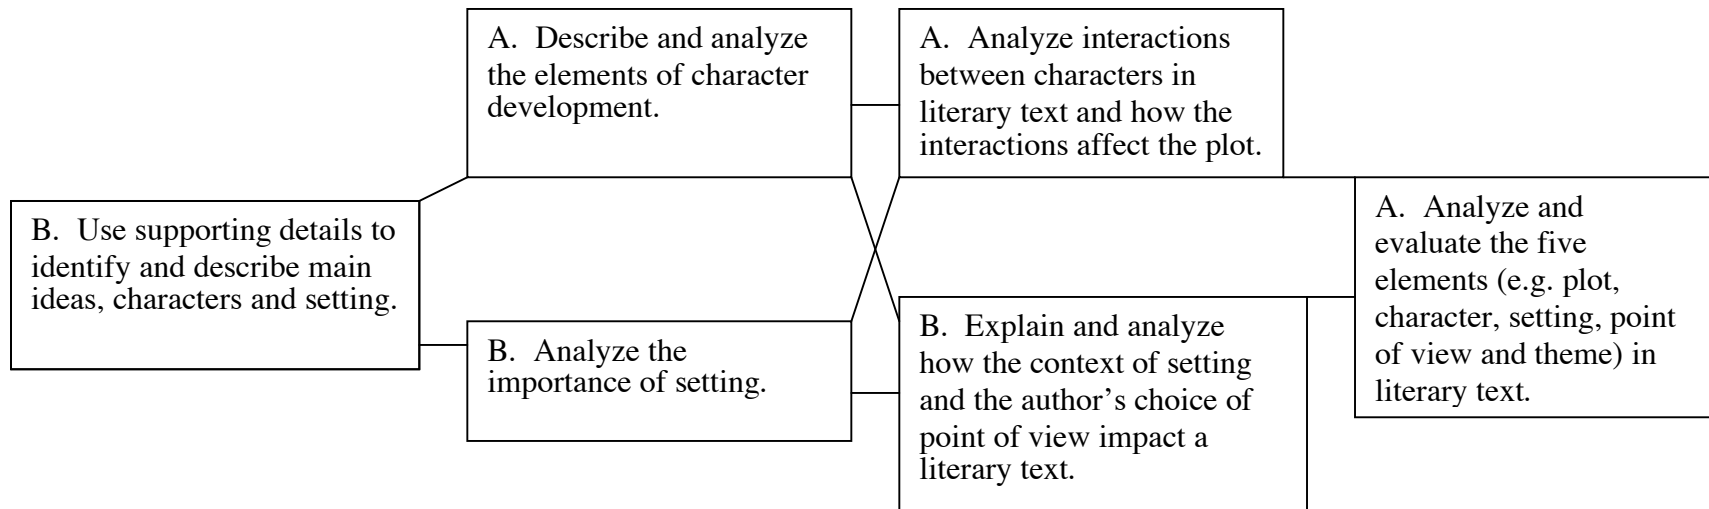 B.  Use supporting details to
identify and describe main
ideas, characters and setting.
A.  Describe and analyze
the elements of character
development.
B.  Analyze the
importance of setting.
A.  Analyze interactions
between characters in
literary text and how the
interactions affect the plot.
B.  Explain and analyze
how the context of setting
and the author’s choice of
point of view impact a
literary text.
A.  Analyze and
evaluate the five
elements (e.g. plot,
character, setting, point
of view and theme) in
literary text.